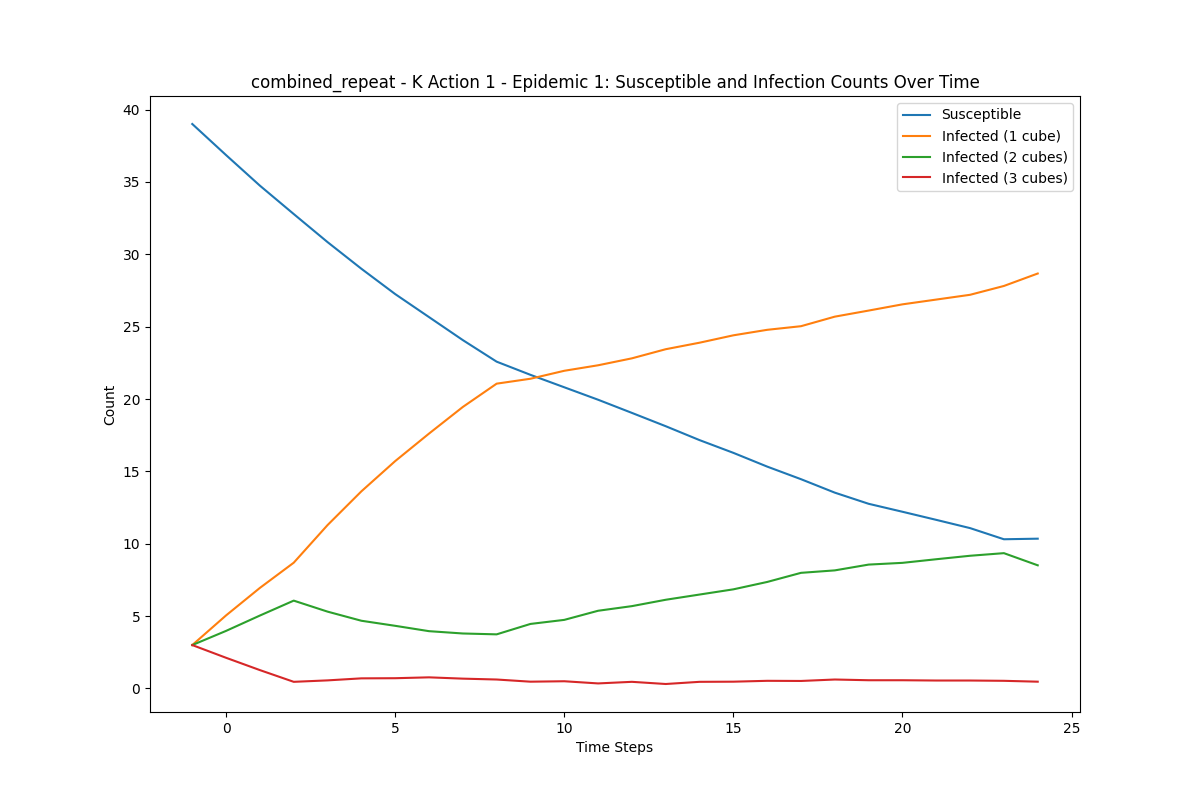 combined_repeat - K Action 1 - Epidemic 1: Susceptible and Infection Counts Over Time
Susceptible
Infected (1 cube)
Infected (2 cubes)
Infected (3 cubes)
Count
40
35
30
25
20
15
10
5
0
0 5 10 15 20 25
Time Steps